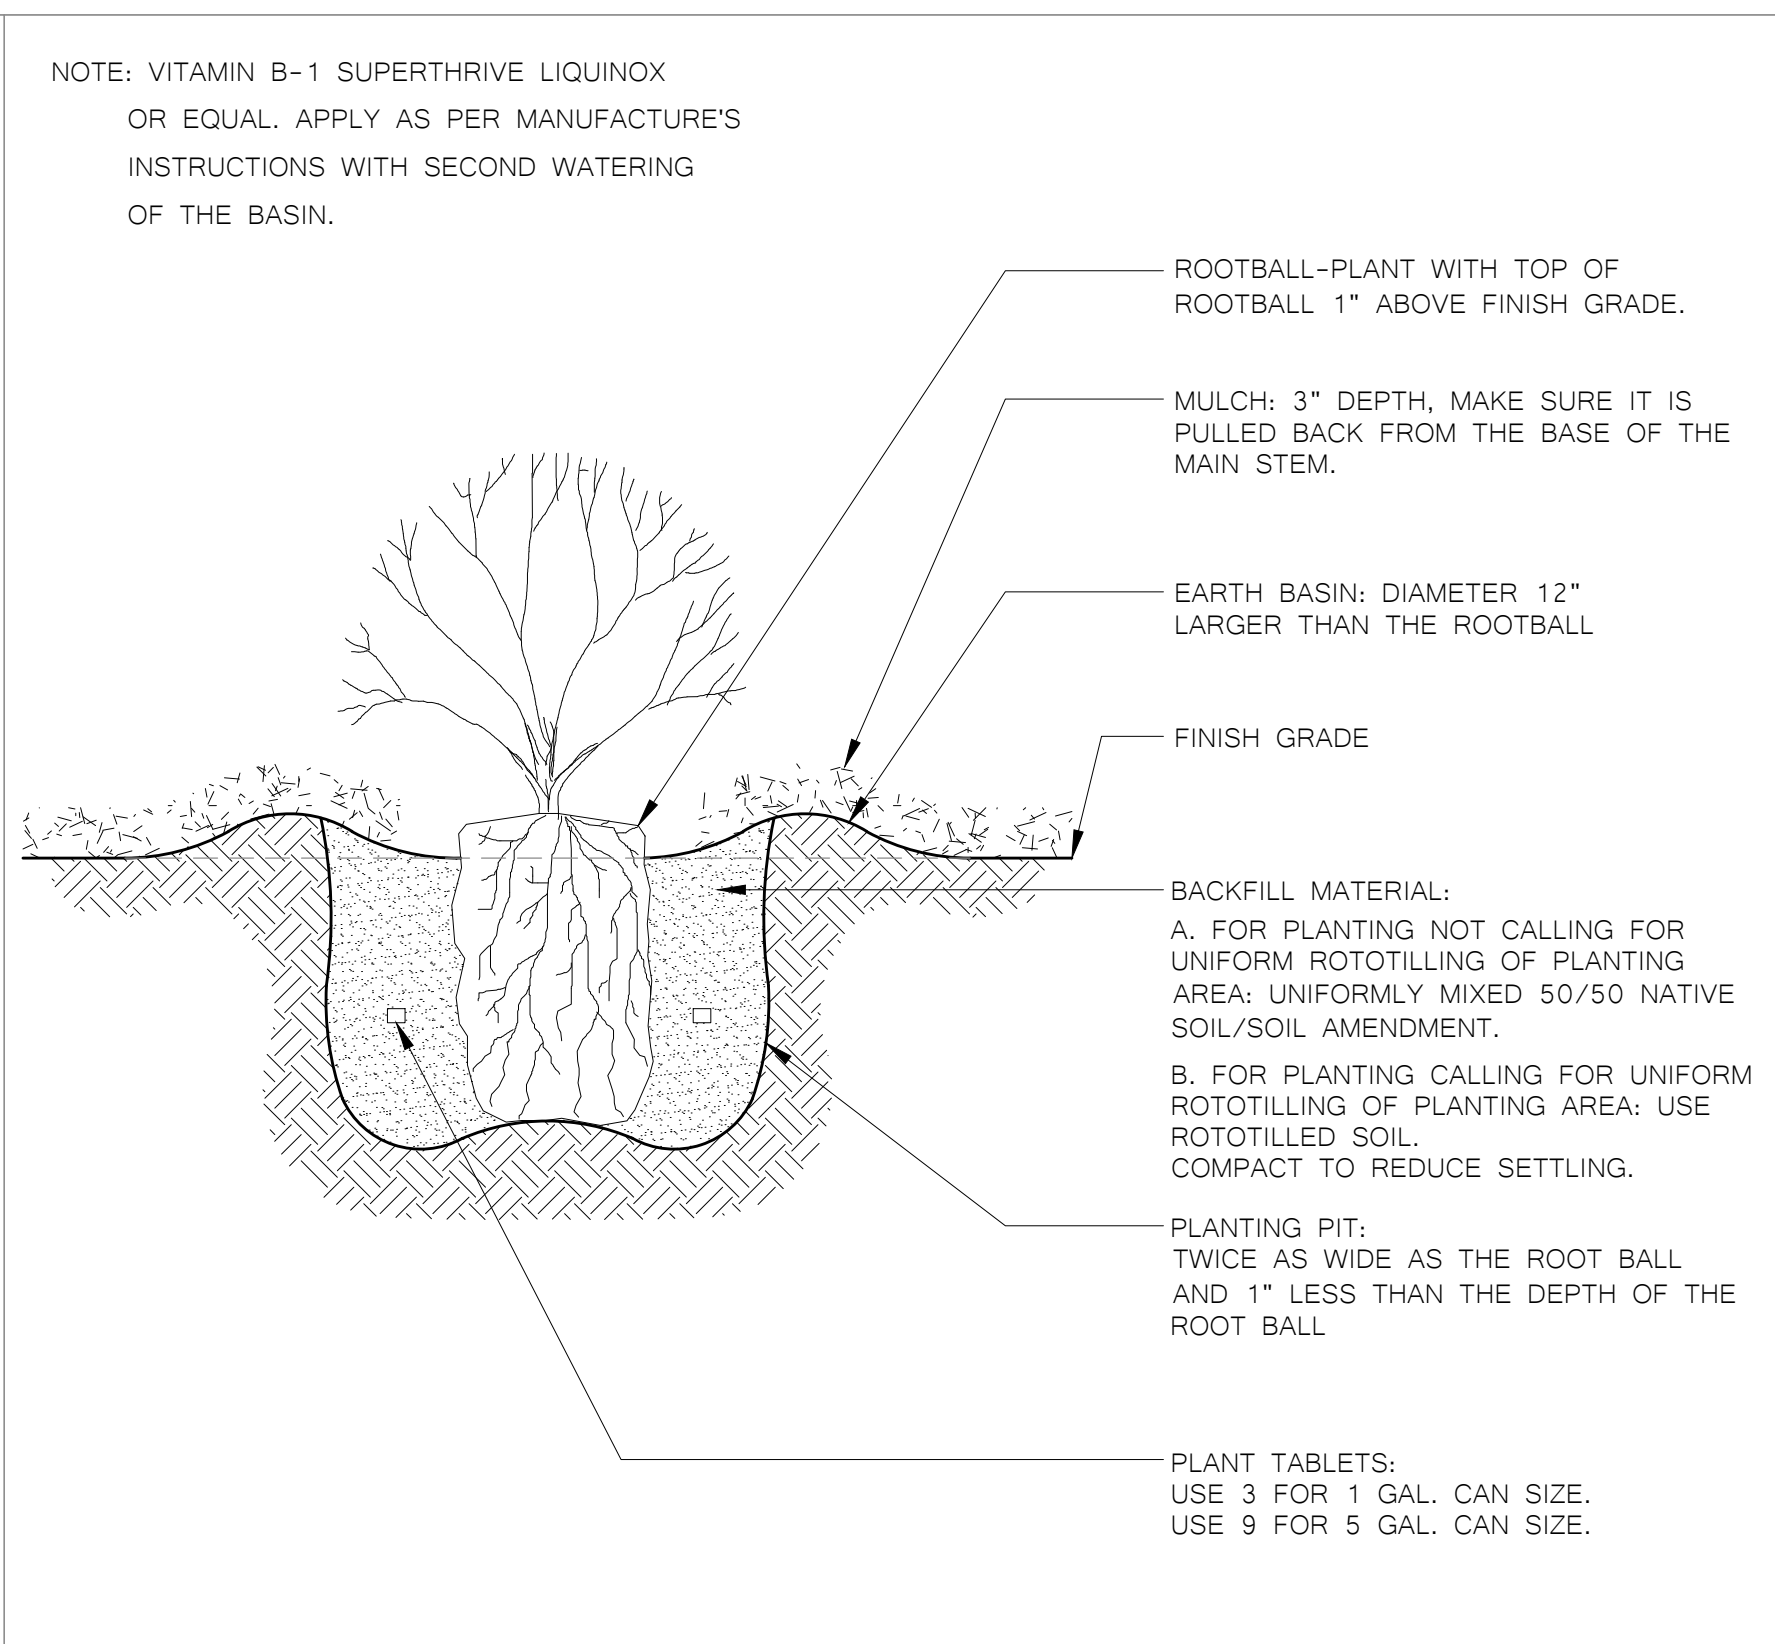 NOTE: VITAMIN B-1 SUPERTHRIVE LIQUINOX
OR EQUAL. APPLY AS PER MANUFACTURE'S
INSTRUCTIONS WITH SECOND WATERING
OF THE BASIN.
ROOTBALL-PLANT WITH TOP OF
ROOTBALL 1" ABOVE FINISH GRADE.
MULCH: 3" DEPTH, MAKE SURE IT IS
PULLED BACK FROM THE BASE OF THE
MAIN STEM.
EARTH BASIN: DIAMETER 12"
LARGER THAN THE ROOTBALL
FINISH GRADE
BACKFILL MATERIAL:
A. FOR PLANTING NOT CALLING FOR
UNIFORM ROTOTILLING OF PLANTING
AREA: UNIFORMLY MIXED 50/50 NATIVE
SOIL/SOIL AMENDMENT.
B. FOR PLANTING CALLING FOR UNIFORM
ROTOTILLING OF PLANTING AREA: USE
ROTOTILLED SOIL.
COMPACT TO REDUCE SETTLING.
PLANTING PIT:
TWICE AS WIDE AS THE ROOT BALL
AND 1" LESS THAN THE DEPTH OF THE
ROOT BALL
PLANT TABLETS:
USE 3 FOR 1 GAL. CAN SIZE.
USE 9 FOR 5 GAL. CAN SIZE.